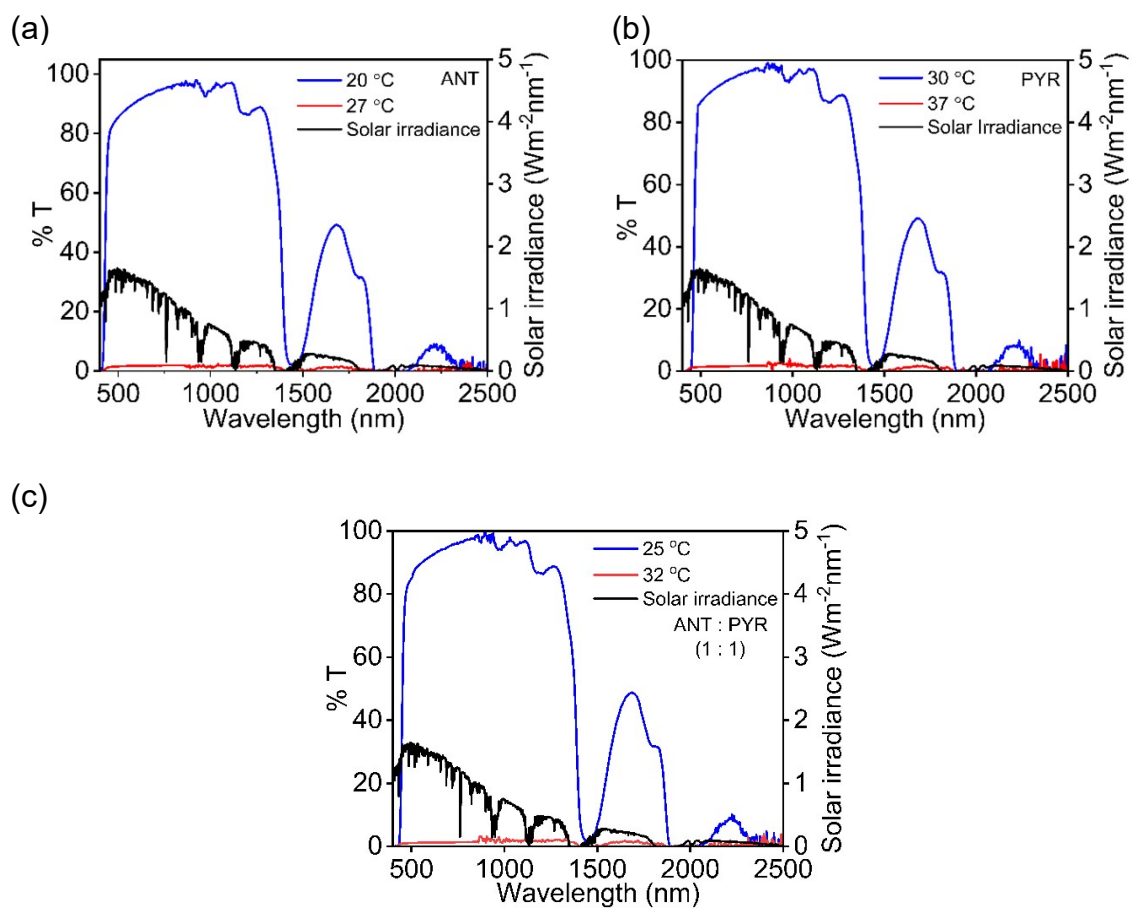 (a)
100
80
60
40
20
0
% T
20 °C
27 °C
Solar irradiance
ANT
5
4
3
2
1
0
Solar irradiance (Wm-2nm-1)
500 1000 1500 2000 2500
Wavelength (nm)
(b)
100
80
60
40
20
0
% T
30 °C
37 °C
Solar Irradiance
PYR
5
4
3
2
1
0
Solar irradiance (Wm-2nm-1)
500 1000 1500 2000 2500
Wavelength (nm)
(c)
100
80
60
40
20
0
% T
25 °C
32 °C
Solar irradiance
ANT : PYR
(1 : 1)
5
4
3
2
1
0
Solar irradiance (Wm-2nm-1)
500 1000 1500 2000 2500
Wavelength (nm)